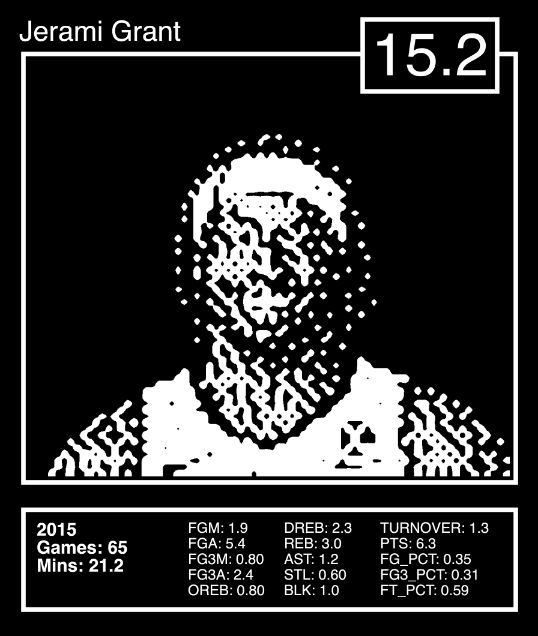 Jerami Grant
15.2
2015
Games: 65
Mins: 21.2
FGM: 1.9
FGA: 5.4
FG3M: 0.80
FG3A: 2.4
OREB: 0.80
DREB: 2.3
REB: 3.0
AST: 1.2
STL: 0.60
BLK: 1.0
TURNOVER: 1.3
PTS: 6.3
FG_PCT: 0.35
FG3_PCT: 0.31
FT_PCT: 0.59